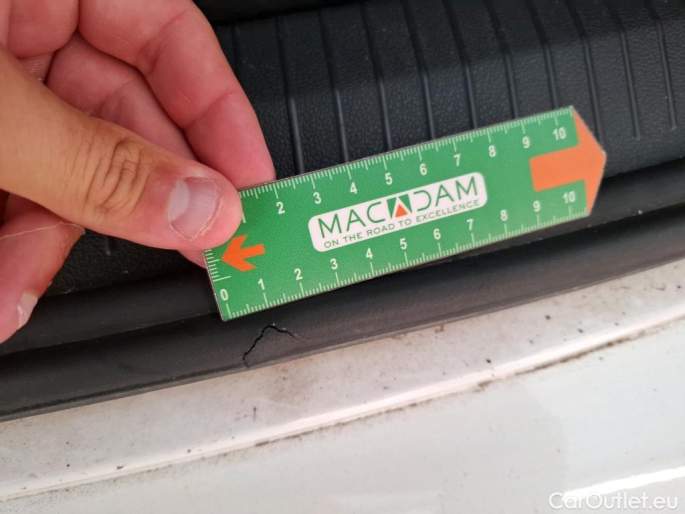 1 2 3 4 5 6 7 8 9 10
MACADAM
ON THE ROAD TO EXCELLENCE
0 1 2 3 4 5 6 7 8 9 10
CarOutlet.eu